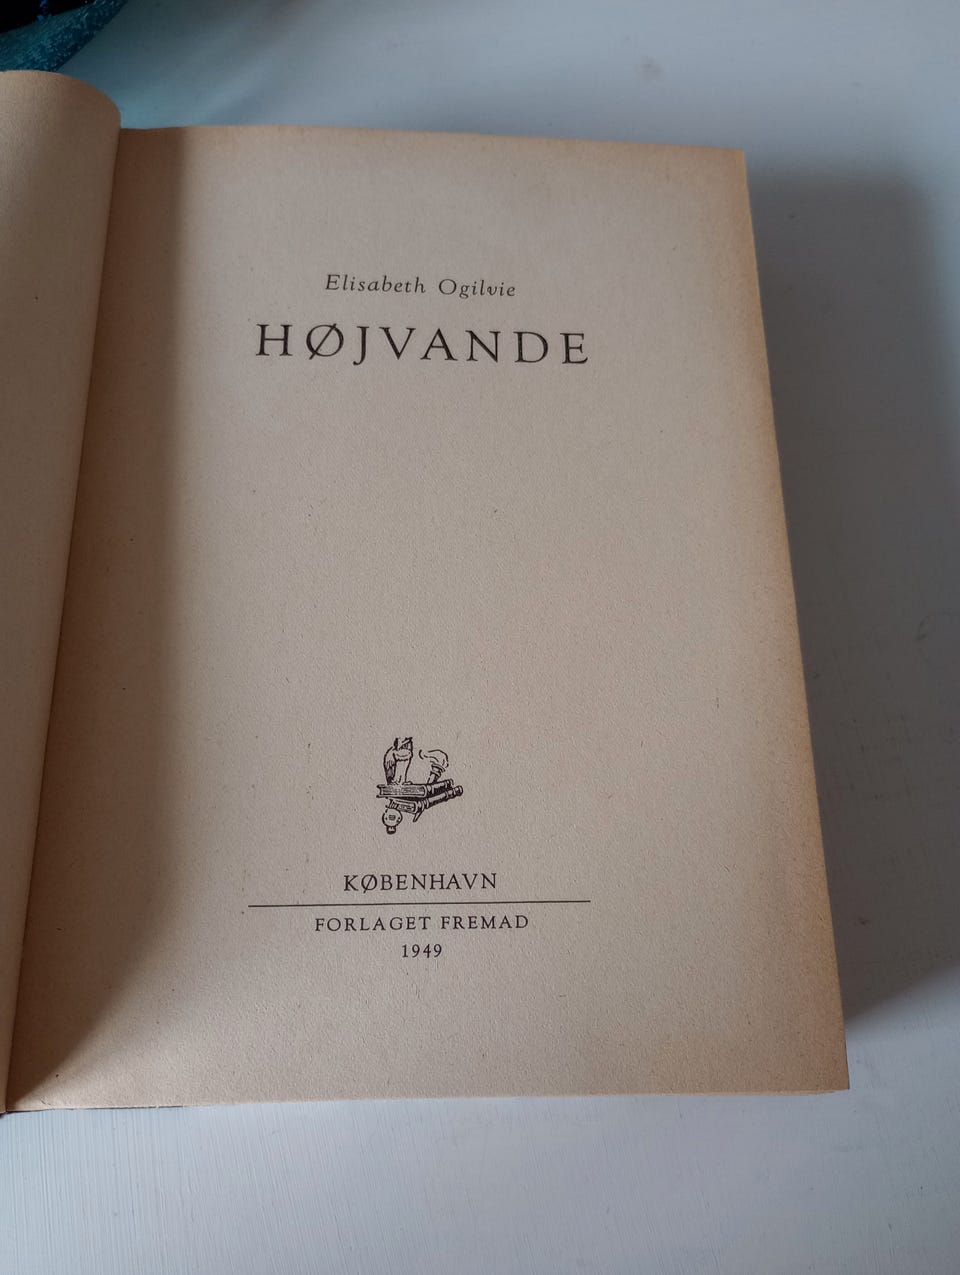 Elisabeth Ogilvie
HØJVANDE
KØBENHAVN
FORLAGET FREMAD
1949